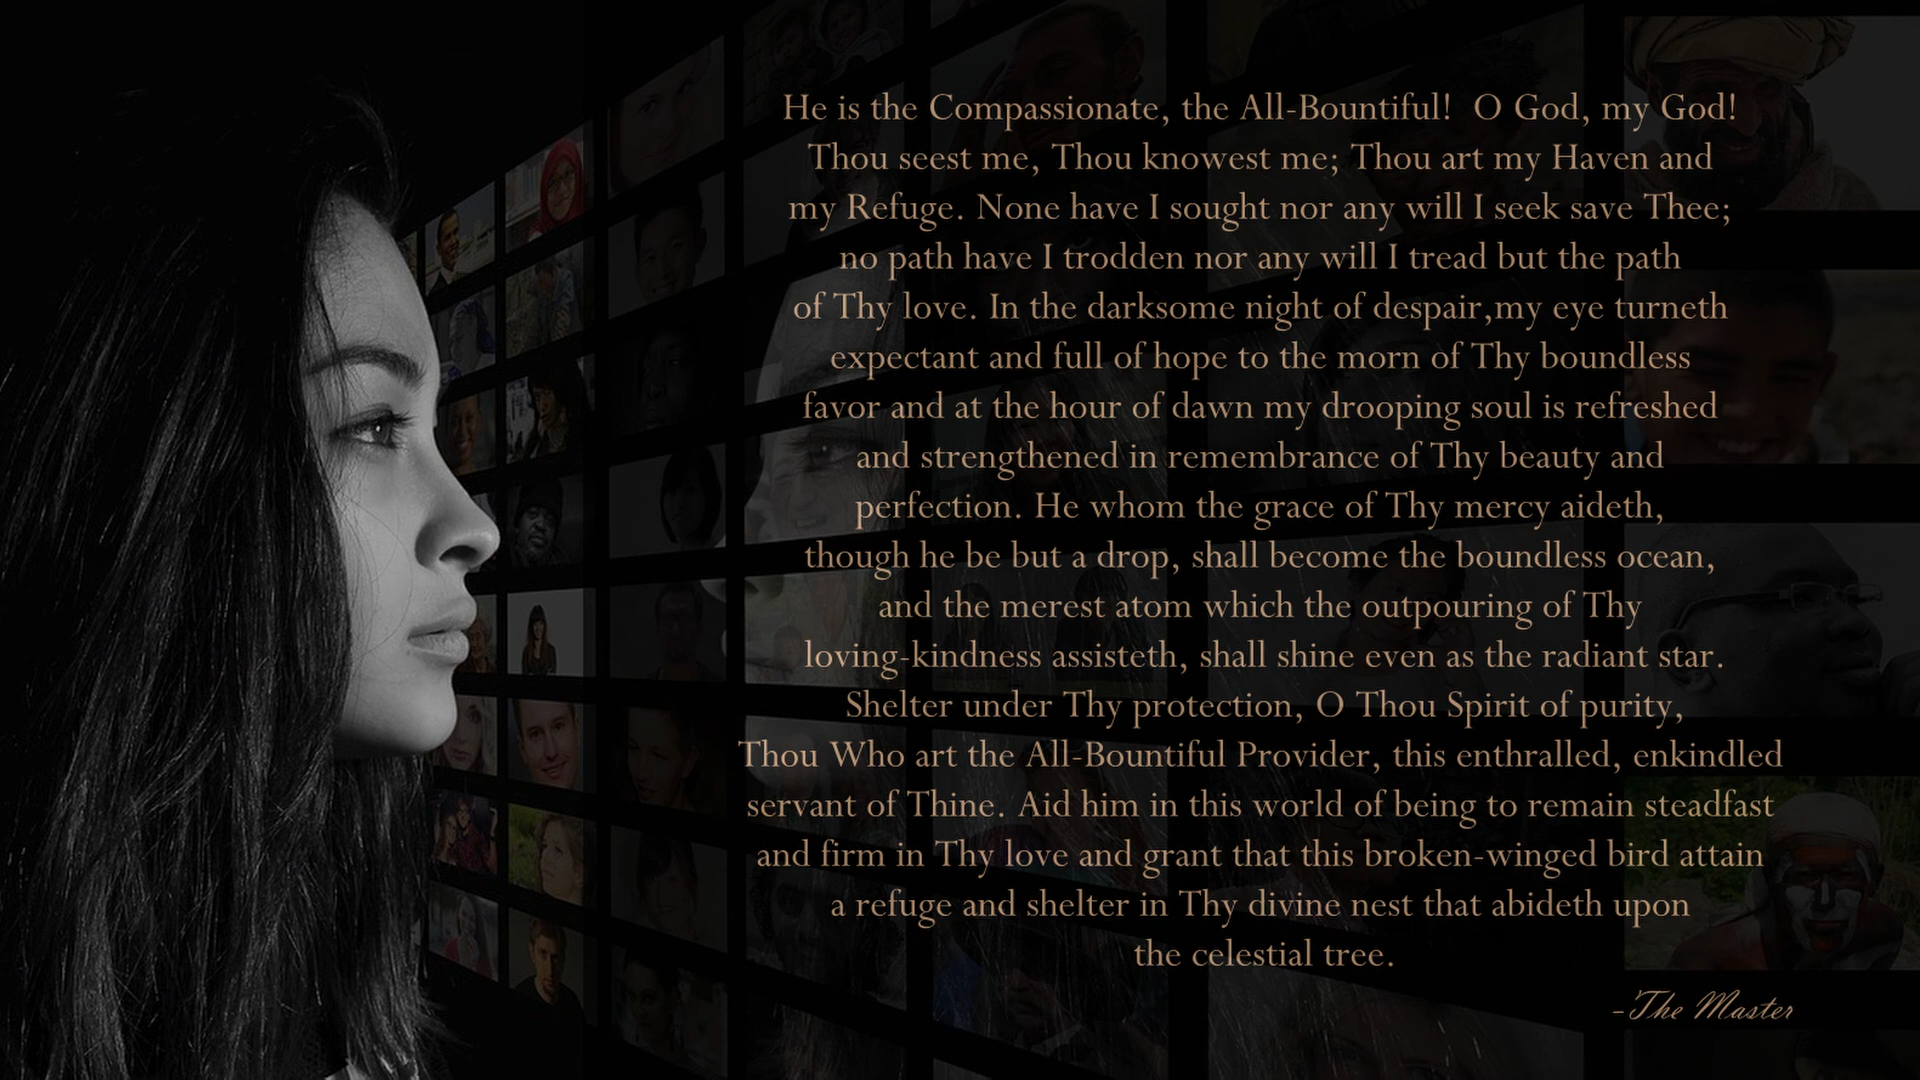 He is the Compassionate, the All-Bountiful!  O God, my God!
Thou seest me, Thou knowest me; Thou art my Haven and
my Refuge. None have I sought nor any will I seek save Thee;
no path have I trodden nor any will I tread but the path
of Thy love. In the darksome night of despair,my eye turneth
expectant and full of hope to the morn of Thy boundless
favor and at the hour of dawn my drooping soul is refreshed
and strengthened in remembrance of Thy beauty and
perfection. He whom the grace of Thy mercy aideth,
though he be but a drop, shall become the boundless ocean,
and the merest atom which the outpouring of Thy
loving-kindness assisteth, shall shine even as the radiant star.
Shelter under Thy protection, O Thou Spirit of purity,
Thou Who art the All-Bountiful Provider, this enthralled, enkindled
servant of Thine. Aid him in this world of being to remain steadfast
and firm in Thy love and grant that this broken-winged bird attain
a refuge and shelter in Thy divine nest that abideth upon
the celestial tree.
-The Master